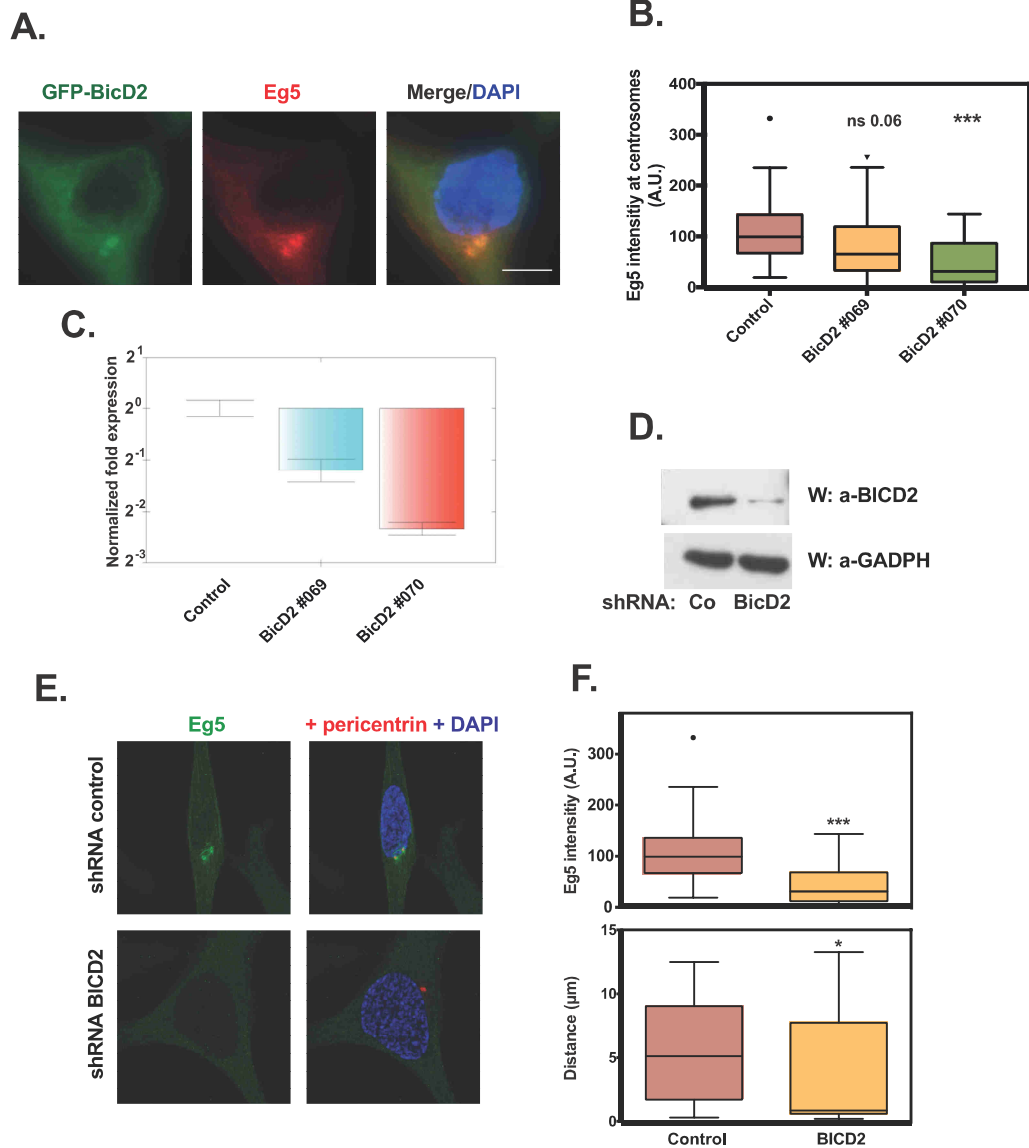 A.
GFP-BicD2 Eg5 Merge/DAPI
B.
Eg5 intensitiy at centrosomes
(A.U.)
400
300
200
100
0
ns 0.06 ***
Control BicD2 #069 BicD2 #070
C.
Normalized fold expression
2^1
2^0
2^-1
2^-2
2^-3
Control BicD2 #069 BicD2 #070
D.
W: a-BICD2
W: a-GADPH
shRNA: Co BicD2
E.
Eg5 + pericentrin + DAPI
shRNA control
shRNA BICD2
F.
Eg5 intensitiy (A.U.)
300
200
100
0
***
Distance (μm)
15
10
5
0
*
Control BICD2